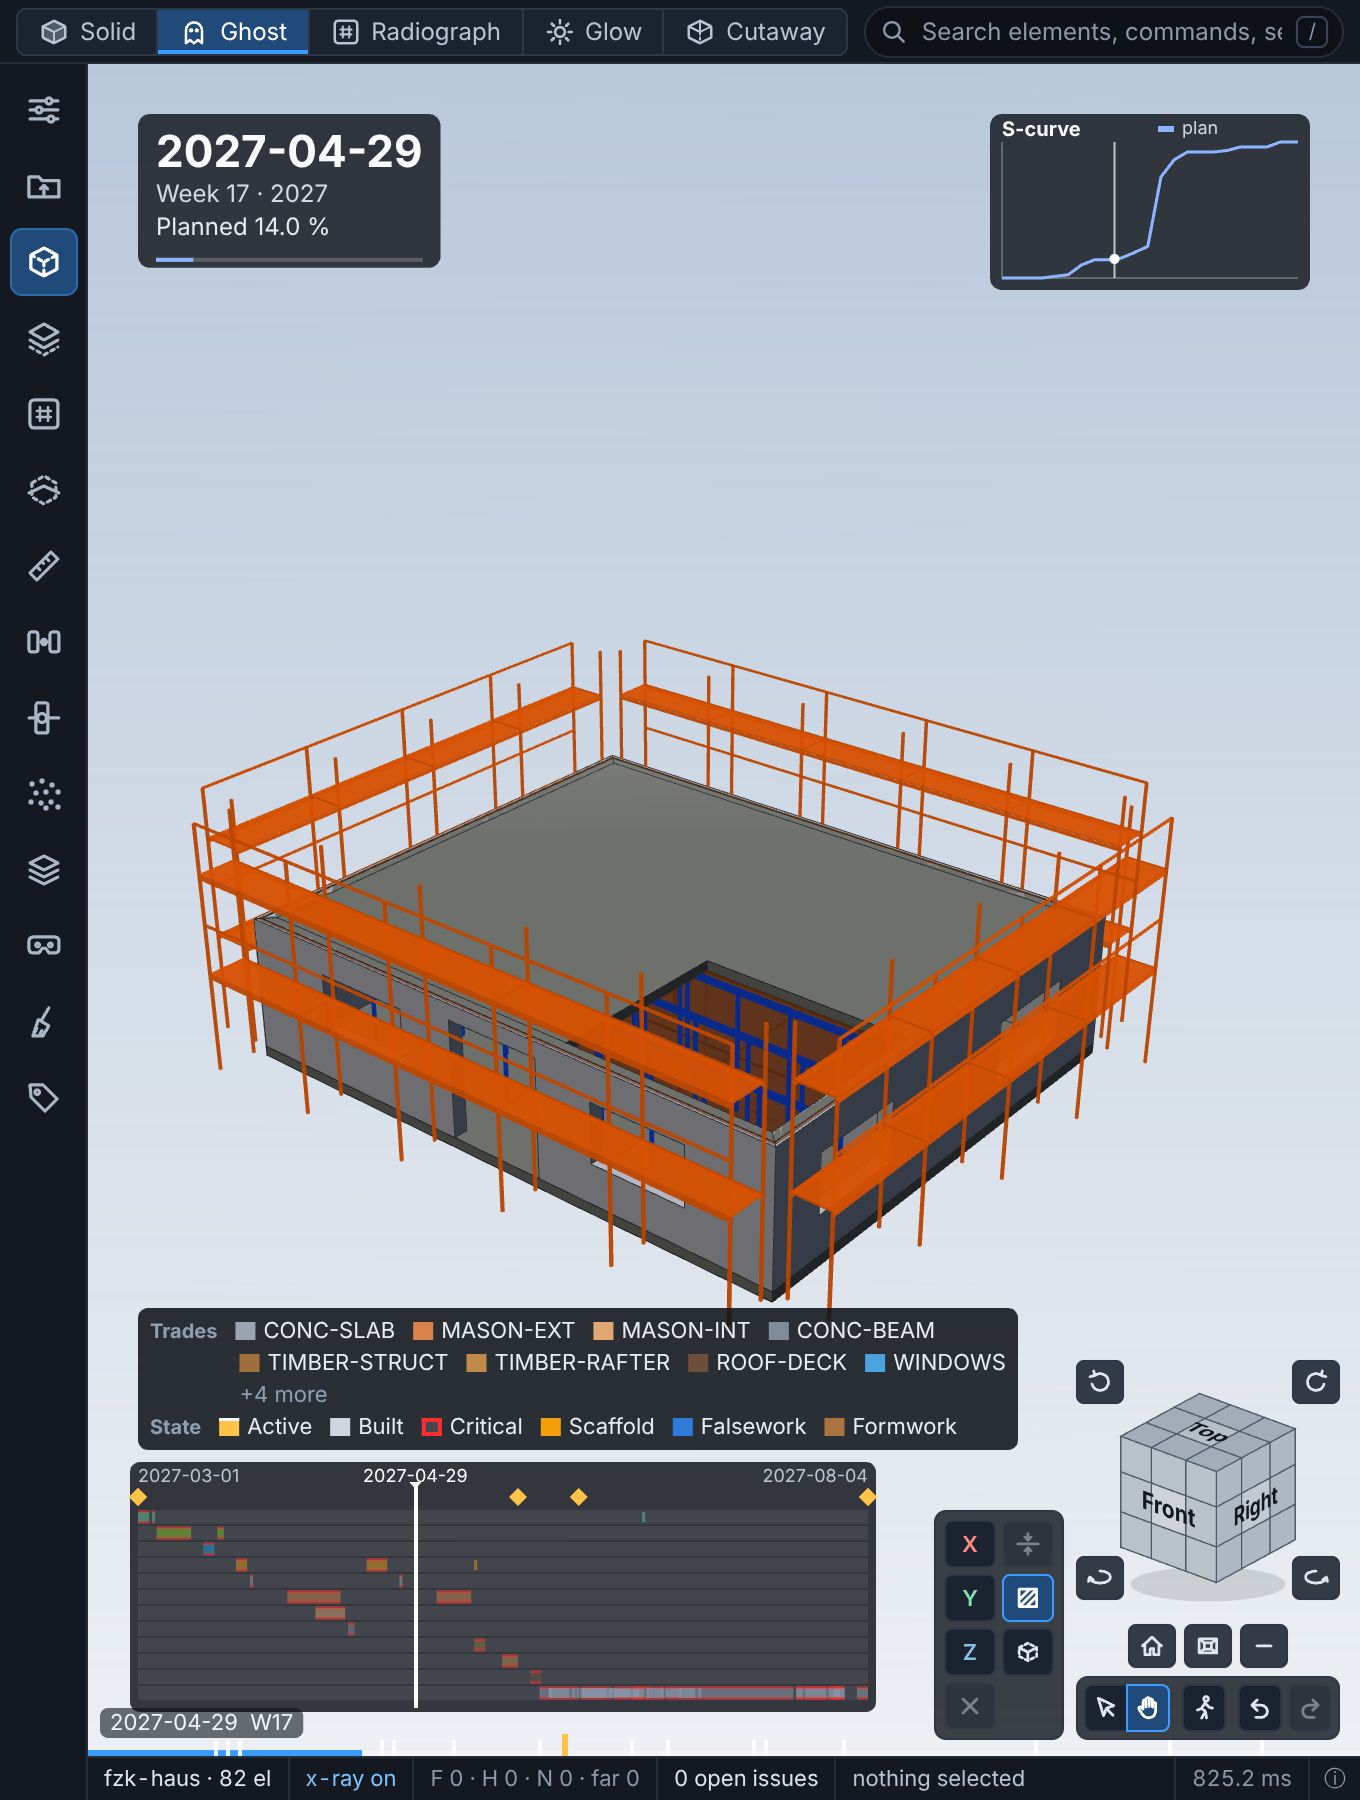 Solid Ghost Radiograph Glow Cutaway Search elements, commands, se /
2027-04-29
Week 17 · 2027
Planned 14.0 %
S-curve plan
Trades CONC-SLAB MASON-EXT MASON-INT CONC-BEAM
TIMBER-STRUCT TIMBER-RAFTER ROOF-DECK WINDOWS
+4 more
State Active Built Critical Scaffold Falsework Formwork
2027-03-01 2027-04-29 2027-08-04
Top
Front Right
X
Y
Z
2027-04-29 W17
fzk-haus · 82 el x-ray on F 0 · H 0 · N 0 · far 0 0 open issues nothing selected 825.2 ms